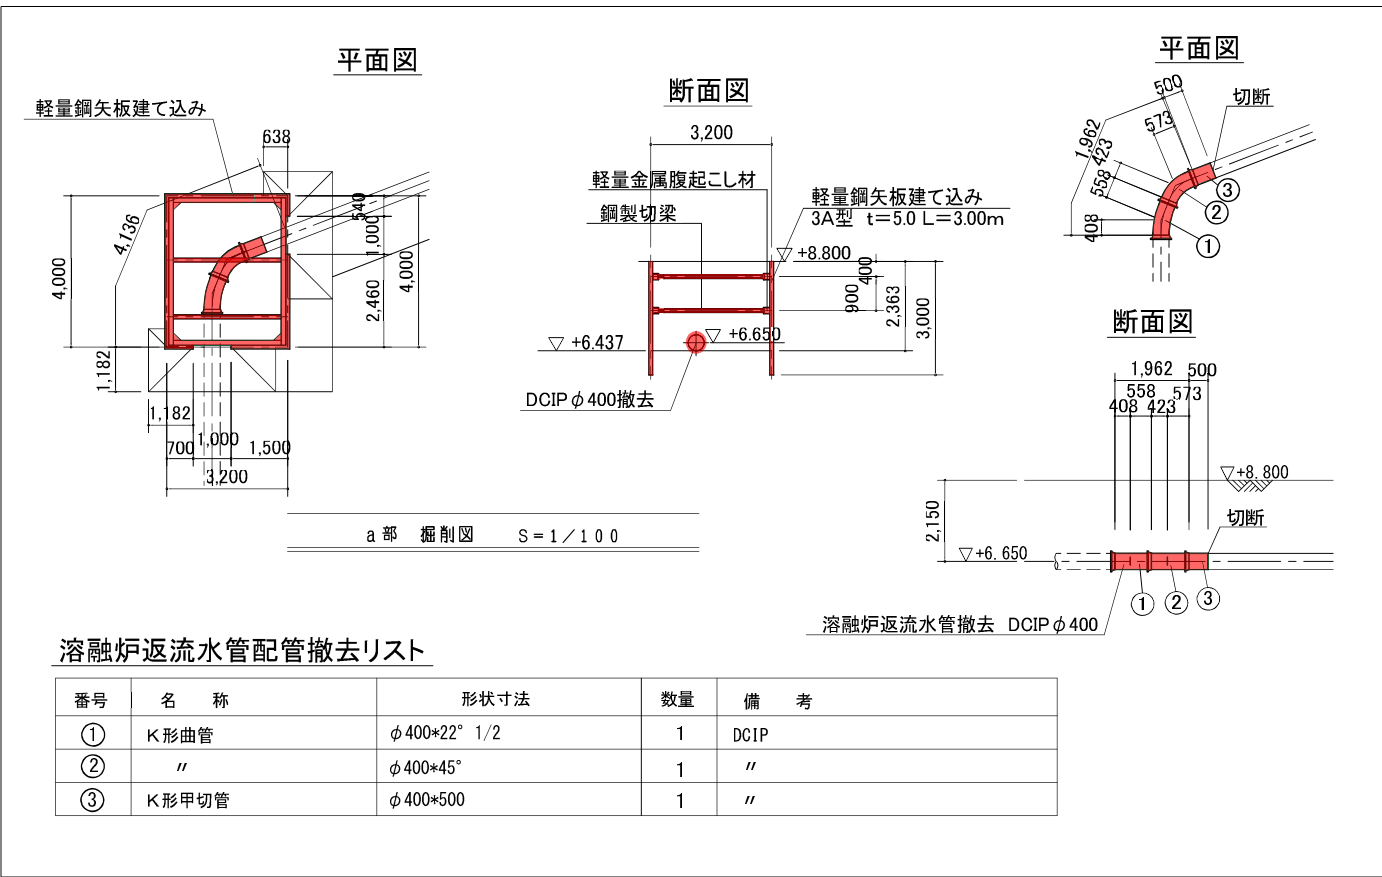 平面図
軽量鋼矢板建て込み
638
540
1,000
4,136
4,000
2,460
4,000
1,182
1,182
1,000
700
1,500
3,200
断面図
3,200
軽量金属腹起こし材
軽量鋼矢板建て込み
鋼製切梁
3A型 t=5.0 L=3.00m
+8.800
400
900
2,363
3,000
+6.650
+6.437
DCIPφ400撤去
平面図
500
切断
573
1,962
423
558
408
③
②
①
断面図
1,962 500
558 573
408 423
+8.800
2,150
切断
+6.650
① ② ③
溶融炉返流水管撤去 DCIPφ400
a部 掘削図 S=1/100
溶融炉返流水管配管撤去リスト
番号 名 称 形状寸法 数量 備 考
① K形曲管 φ400*22° 1/2 1 DCIP
② 〃 φ400*45° 1 〃
③ K形甲切管 φ400*500 1 〃